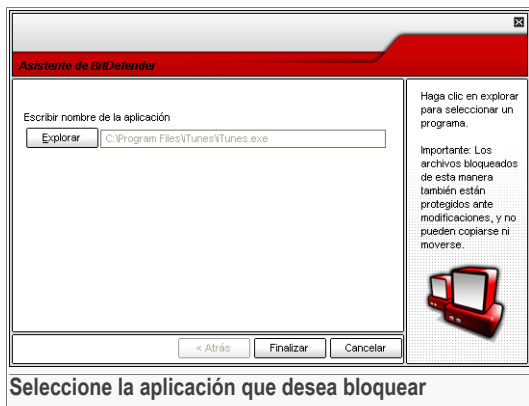 Asistente de BitDefender
Escribir nombre de la aplicación
Explorar
C:\Program Files\iTunes\iTunes.exe
Haga clic en explorar
para seleccionar un
programa.
Importante: Los
archivos bloqueados
de esta manera
también están
protegidos ante
modificaciones, y no
pueden copiarse ni
moverse.
< Atrás
Finalizar
Cancelar
Seleccione la aplicación que desea bloquear